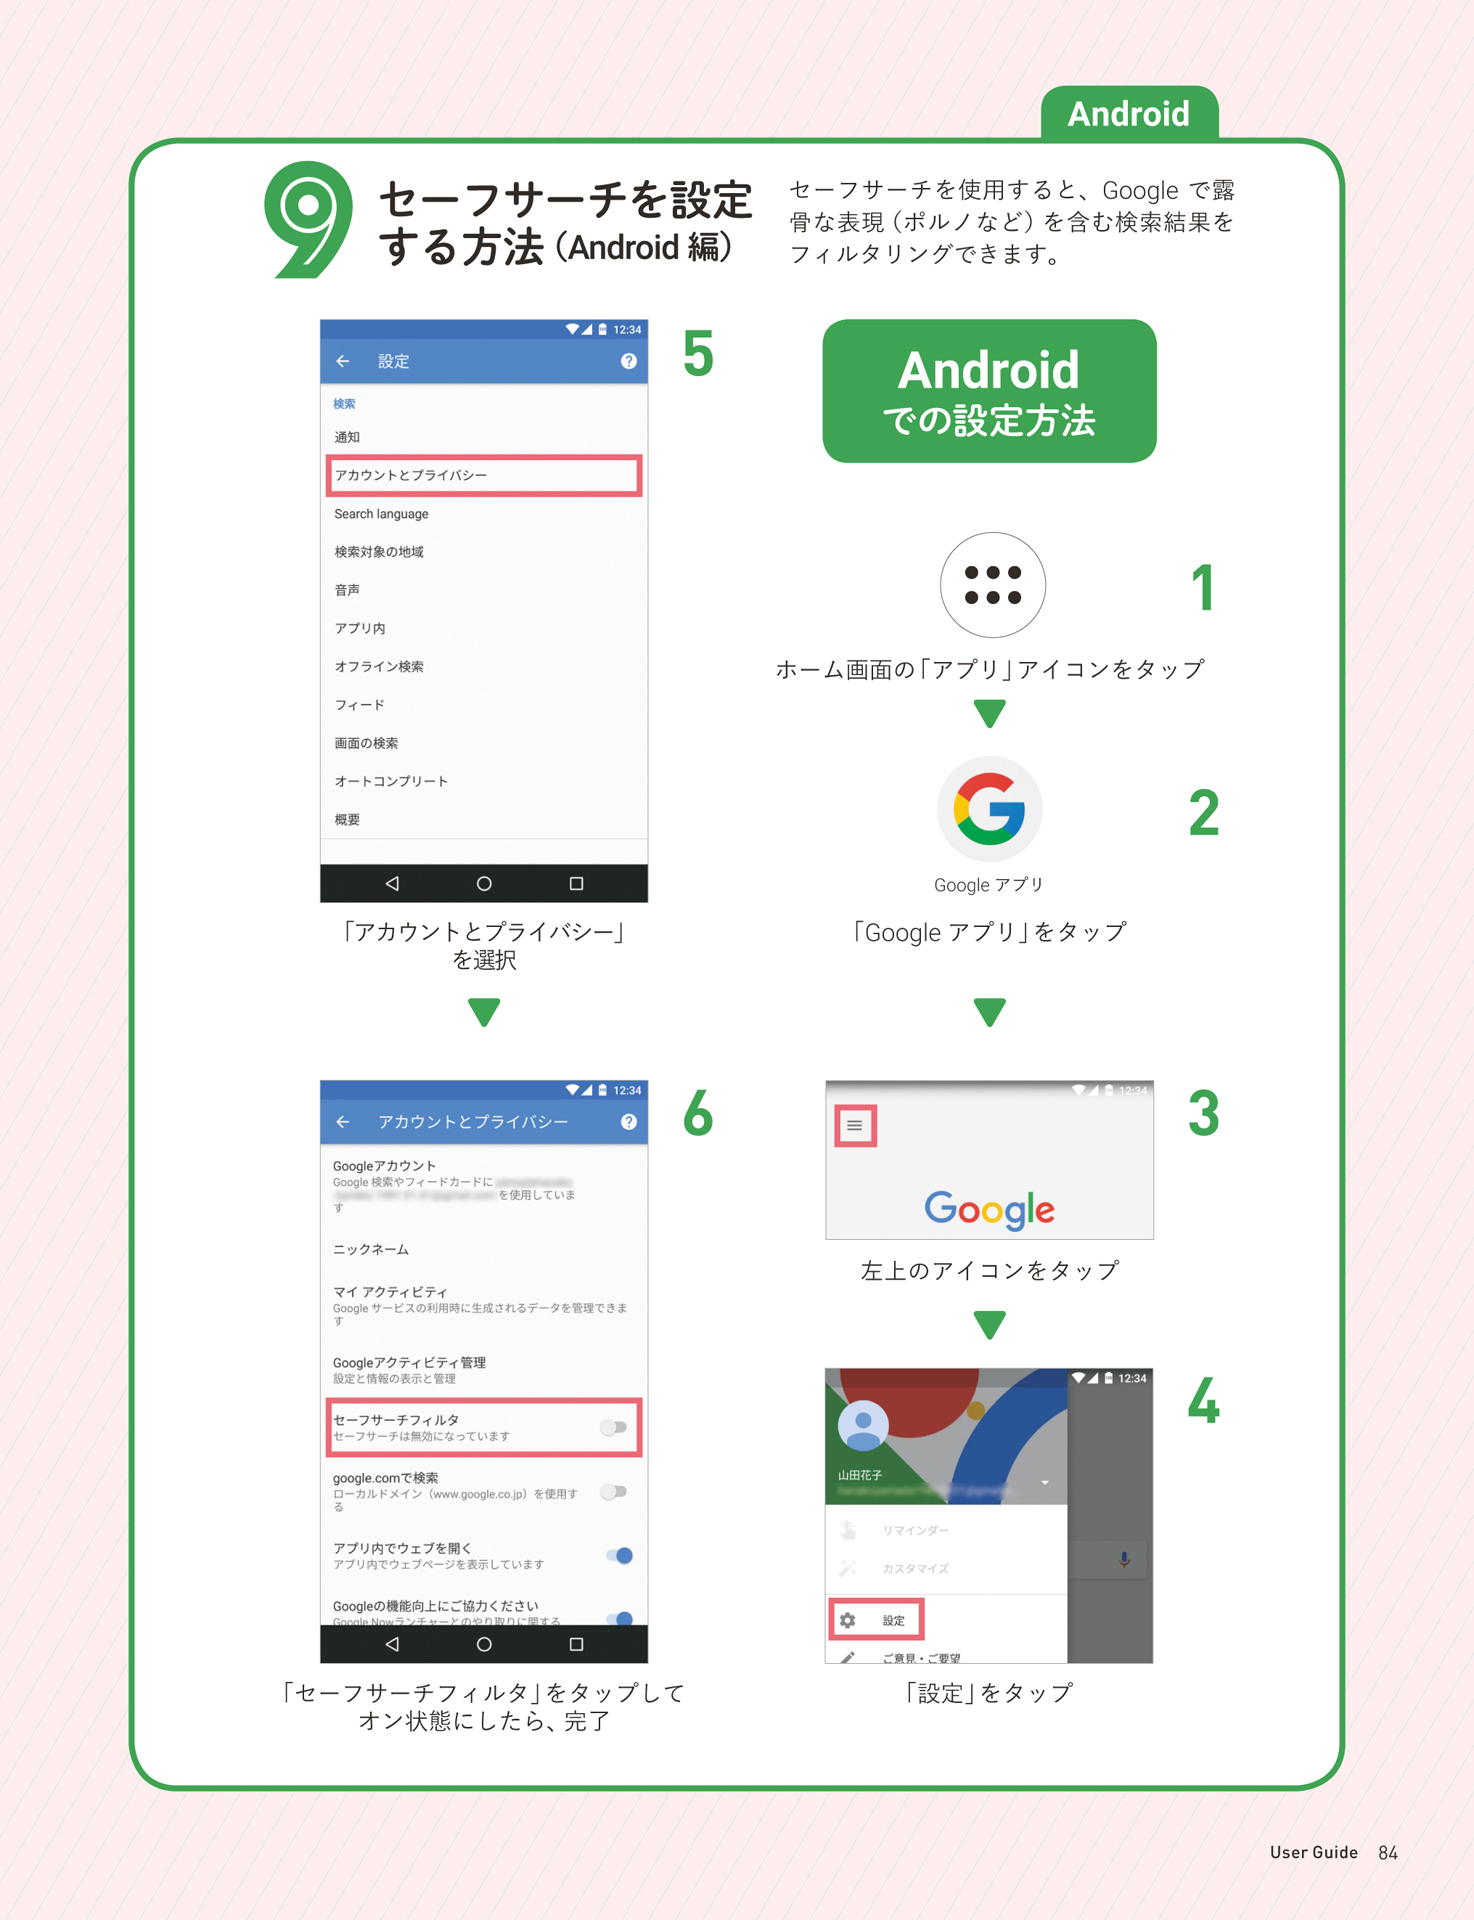 Android
9
セーフサーチを設定
する方法（Android 編）
セーフサーチを使用すると、Google で露
骨な表現（ポルノなど）を含む検索結果を
フィルタリングできます。
Android
での設定方法
1
ホーム画面の「アプリ」アイコンをタップ
2
Google アプリ
「Google アプリ」をタップ
3
12:34
Google
左上のアイコンをタップ
4
12:34
山田花子
リマインダー
カスタマイズ
設定
ご意見・ご要望
「設定」をタップ
5
12:34
設定
検索
通知
アカウントとプライバシー
Search language
検索対象の地域
音声
アプリ内
オフライン検索
フィード
画面の検索
オートコンプリート
概要
「アカウントとプライバシー」
を選択
6
12:34
アカウントとプライバシー
Googleアカウント
Google 検索やフィードカードに
を使用していま
す
ニックネーム
マイ アクティビティ
Google サービスの利用時に生成されるデータを管理できま
す
Googleアクティビティ管理
設定と情報の表示と管理
セーフサーチフィルタ
セーフサーチは無効になっています
google.comで検索
ローカルドメイン（www.google.co.jp）を使用す
る
アプリ内でウェブを開く
アプリ内でウェブページを表示しています
Googleの機能向上にご協力ください
Google Nowランチャーとのやり取りに関する
「セーフサーチフィルタ」をタップして
オン状態にしたら、完了
User Guide 84